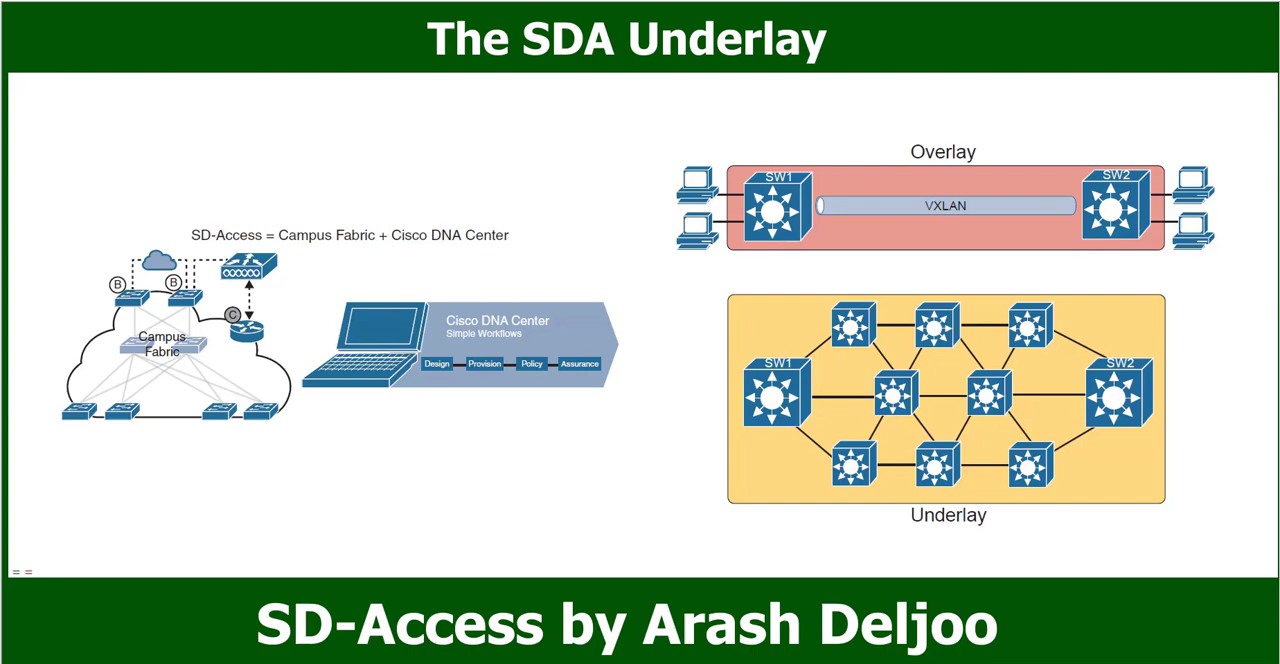 The SDA Underlay
SD-Access = Campus Fabric + Cisco DNA Center
B
B
C
Campus
Fabric
Cisco DNA Center
Simple Workflows
Design
Provision
Policy
Assurance
Overlay
SW1
VXLAN
SW2
SW1
SW2
Underlay
= =
SD-Access by Arash Deljoo